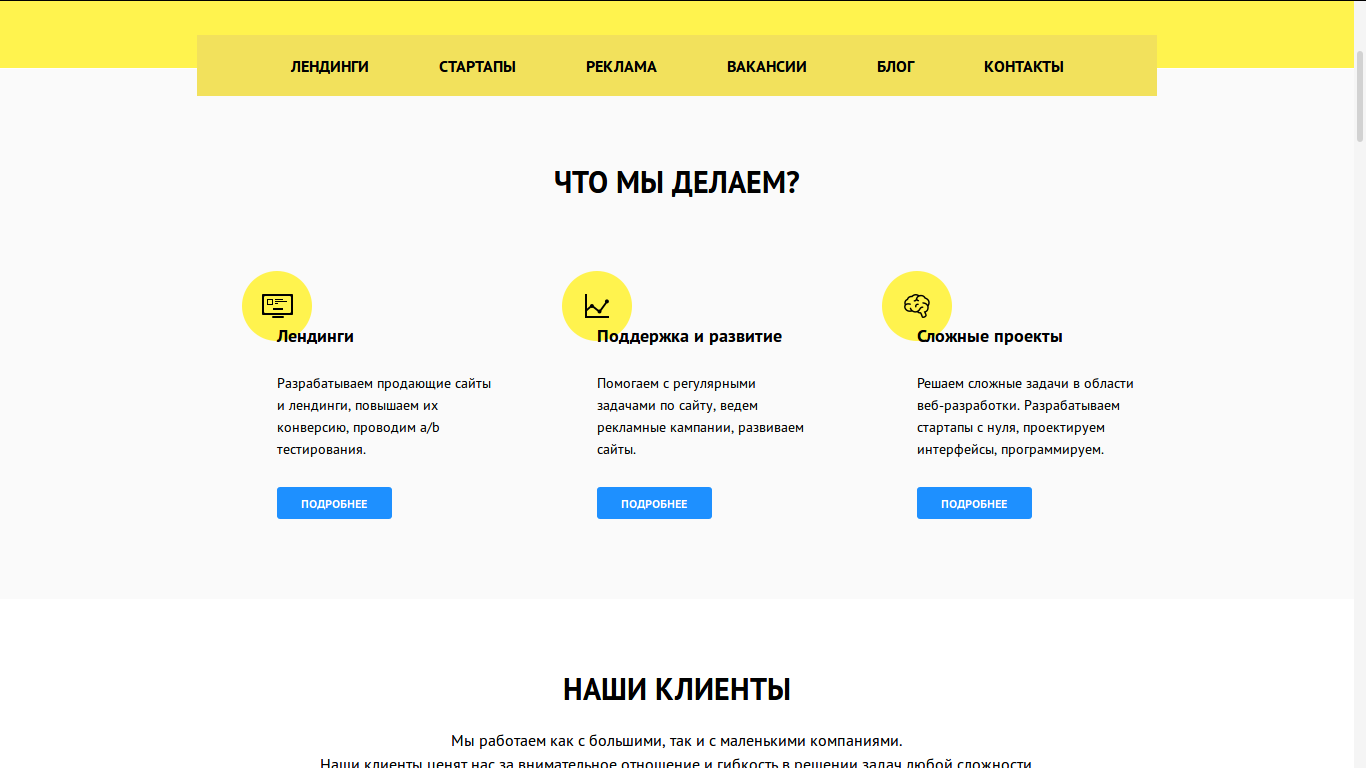 ЛЕНДИНГИ СТАРТАПЫ РЕКЛАМА ВАКАНСИИ БЛОГ КОНТАКТЫ
ЧТО МЫ ДЕЛАЕМ?
Лендинги
Разрабатываем продающие сайты
и лендинги, повышаем их
конверсию, проводим a/b
тестирования.
ПОДРОБНЕЕ
Поддержка и развитие
Помогаем с регулярными
задачами по сайту, ведем
рекламные кампании, развиваем
сайты.
ПОДРОБНЕЕ
Сложные проекты
Решаем сложные задачи в области
веб-разработки. Разрабатываем
стартапы с нуля, проектируем
интерфейсы, программируем.
ПОДРОБНЕЕ
НАШИ КЛИЕНТЫ
Мы работаем как с большими, так и с маленькими компаниями.
Наши клиенты ценят нас за внимательное отношение и гибкость в решении задач любой сложности